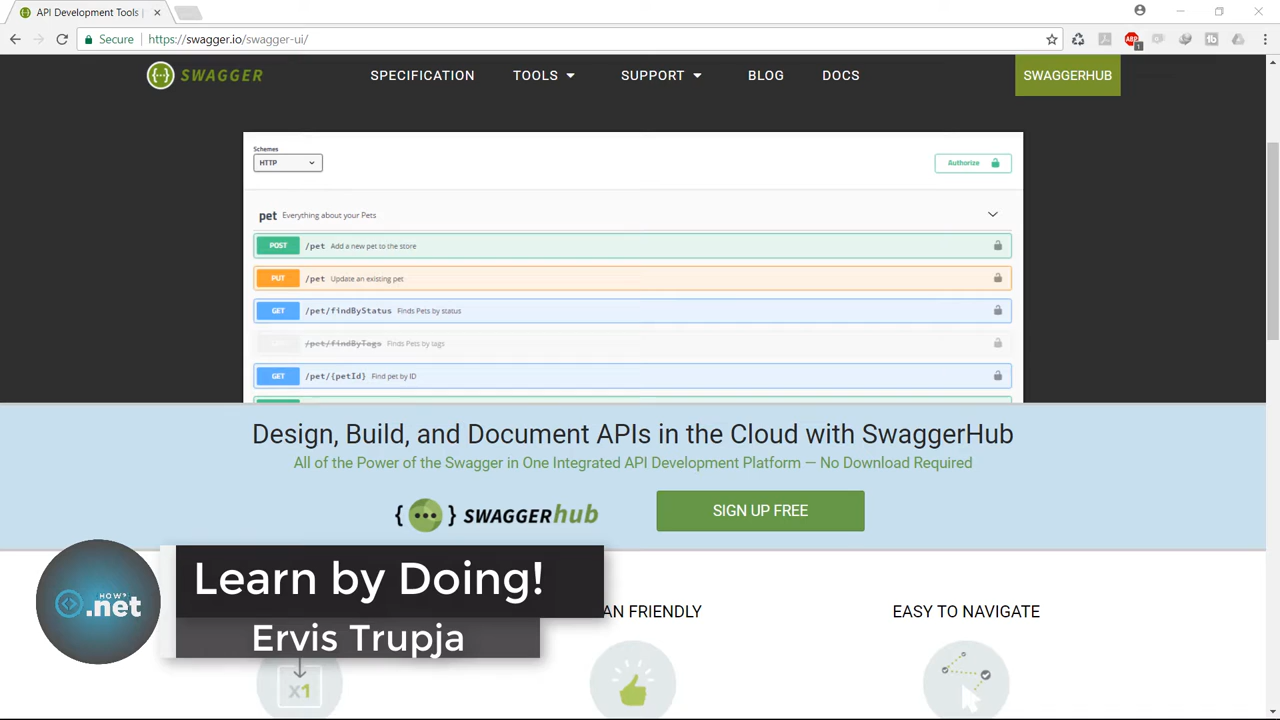 API Development Tools |
Secure
https://swagger.io/swagger-ui/
ABP
1
SWAGGER
SPECIFICATION
TOOLS
SUPPORT
BLOG
DOCS
SWAGGERHUB
Schemes
HTTP
Authorize
pet Everything about your Pets
POST /pet Add a new pet to the store
PUT /pet Update an existing pet
GET /pet/findByStatus Finds Pets by status
/pet/findByTags Finds Pets by tags
GET /pet/{petId} Find pet by ID
Design, Build, and Document APIs in the Cloud with SwaggerHub
All of the Power of the Swagger in One Integrated API Development Platform — No Download Required
{ ••• } SWAGGERhub
SIGN UP FREE
HOW>
.net
Learn by Doing!
Ervis Trupja
AN FRIENDLY
EASY TO NAVIGATE
X1